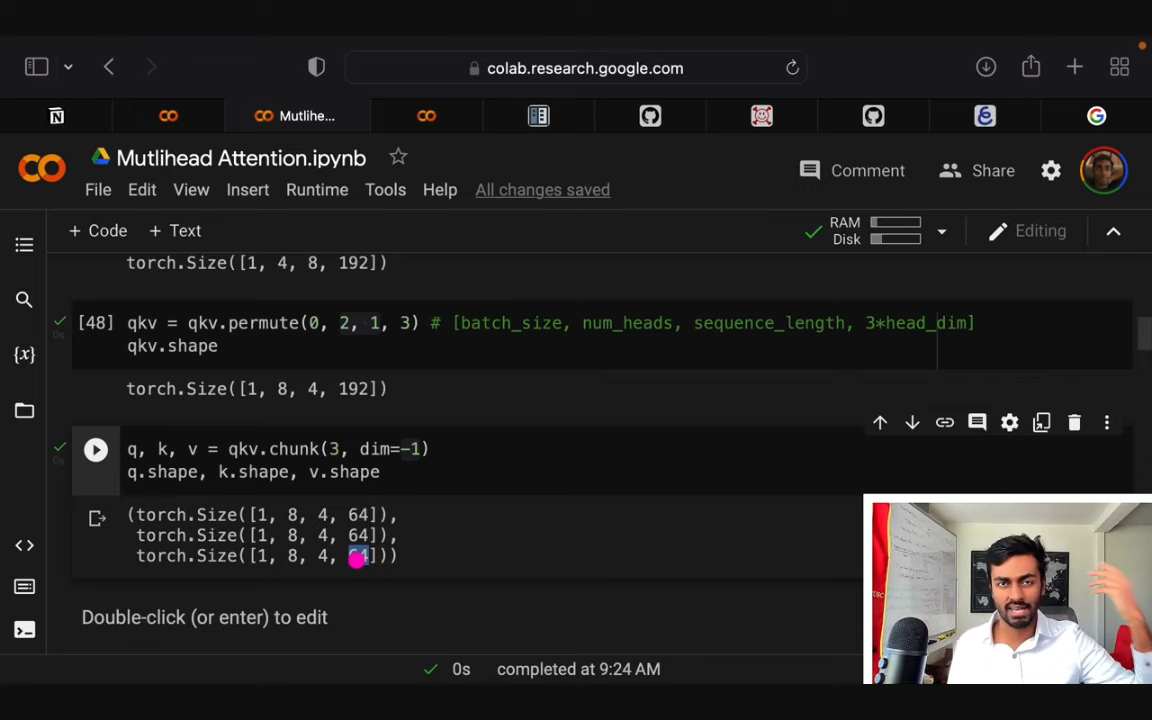 colab.research.google.com
Mutlihe...
Mutlihead Attention.ipynb
Comment
Share
File Edit View Insert Runtime Tools Help All changes saved
+ Code + Text
RAM
Disk
Editing
torch.Size([1, 4, 8, 192])
[48] qkv = qkv.permute(0, 2, 1, 3) # [batch_size, num_heads, sequence_length, 3*head_dim]
qkv.shape
0s
torch.Size([1, 8, 4, 192])
q, k, v = qkv.chunk(3, dim=-1)
0s
q.shape, k.shape, v.shape
(torch.Size([1, 8, 4, 64]),
torch.Size([1, 8, 4, 64]),
torch.Size([1, 8, 4, 64]))
Double-click (or enter) to edit
0s completed at 9:24 AM